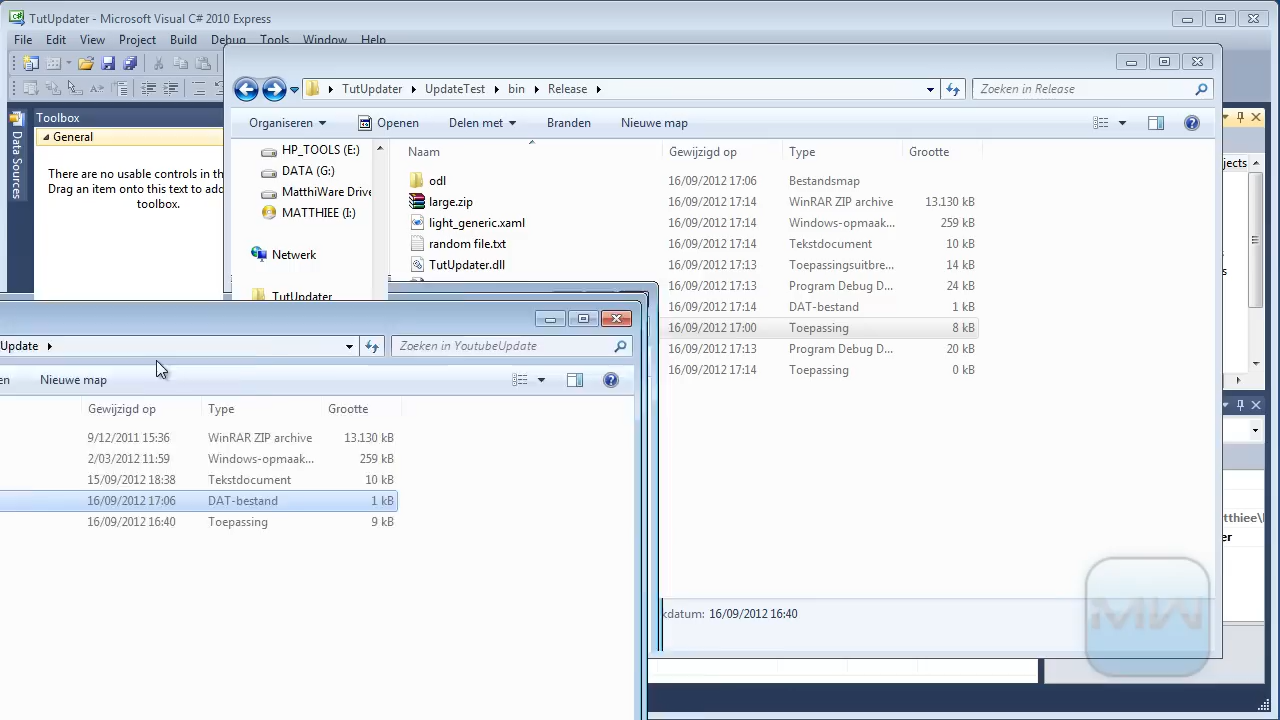 TutUpdater - Microsoft Visual C# 2010 Express
File Edit View Project Build Debug Tools Window Help
TutUpdater UpdateTest bin Release
Zoeken in Release
Organiseren Openen Delen met Branden Nieuwe map
Toolbox
General
There are no usable controls in th
Drag an item onto this text to add
toolbox.
Data Sources
HP_TOOLS (E:)
DATA (G:)
MatthiWare Drive
MATTHIEE (I:)
Netwerk
TutUpdater
Naam Gewijzigd op Type Grootte
odl 16/09/2012 17:06 Bestandsmap
large.zip 16/09/2012 17:14 WinRAR ZIP archive 13.130 kB
light_generic.xaml 16/09/2012 17:14 Windows-opmaak... 259 kB
random file.txt 16/09/2012 17:14 Tekstdocument 10 kB
TutUpdater.dll 16/09/2012 17:13 Toepassingsuitbre... 14 kB
16/09/2012 17:13 Program Debug D... 24 kB
16/09/2012 17:14 DAT-bestand 1 kB
16/09/2012 17:00 Toepassing 8 kB
16/09/2012 17:13 Program Debug D... 20 kB
16/09/2012 17:14 Toepassing 0 kB
kdatum: 16/09/2012 16:40
Update
Zoeken in YoutubeUpdate
en Nieuwe map
Gewijzigd op Type Grootte
9/12/2011 15:36 WinRAR ZIP archive 13.130 kB
2/03/2012 11:59 Windows-opmaak... 259 kB
15/09/2012 18:38 Tekstdocument 10 kB
16/09/2012 17:06 DAT-bestand 1 kB
16/09/2012 16:40 Toepassing 9 kB
jects
s
tthiee\
er
MW